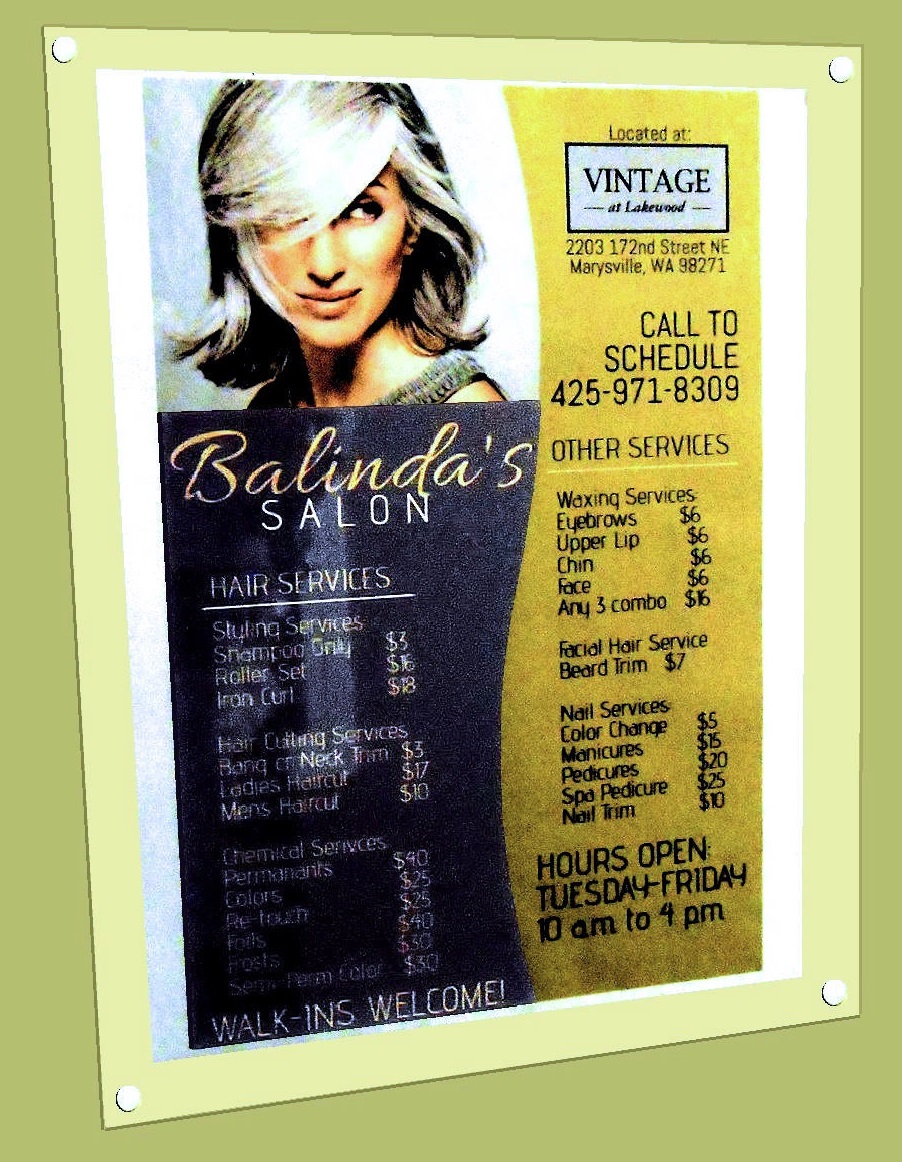 Located at:
VINTAGE
at Lakewood
2203 172nd Street NE
Marysville, WA 98271
CALL TO
SCHEDULE
425-971-8309
Balinda's
SALON
HAIR SERVICES
Styling Services
Shampoo Only $3
Roller Set $16
Iron Curl $18
Hair Cutting Services
Bang or Neck Trim $3
Ladies Haircut $17
Mens Haircut $10
Chemical Serivces
Permanants $40
Colors $25
Re-touch $25
Foils $40
Frosts $30
Semi-Perm Color $30
WALK-INS WELCOME!
OTHER SERVICES
Waxing Services
Eyebrows $6
Upper Lip $6
Chin $6
Face $6
Any 3 combo $16
Facial Hair Service
Beard Trim $7
Nail Services
Color Change $5
Manicures $15
Pedicures $20
Spa Pedicure $25
Nail Trim $10
HOURS OPEN:
TUESDAY-FRIDAY
10 am to 4 pm